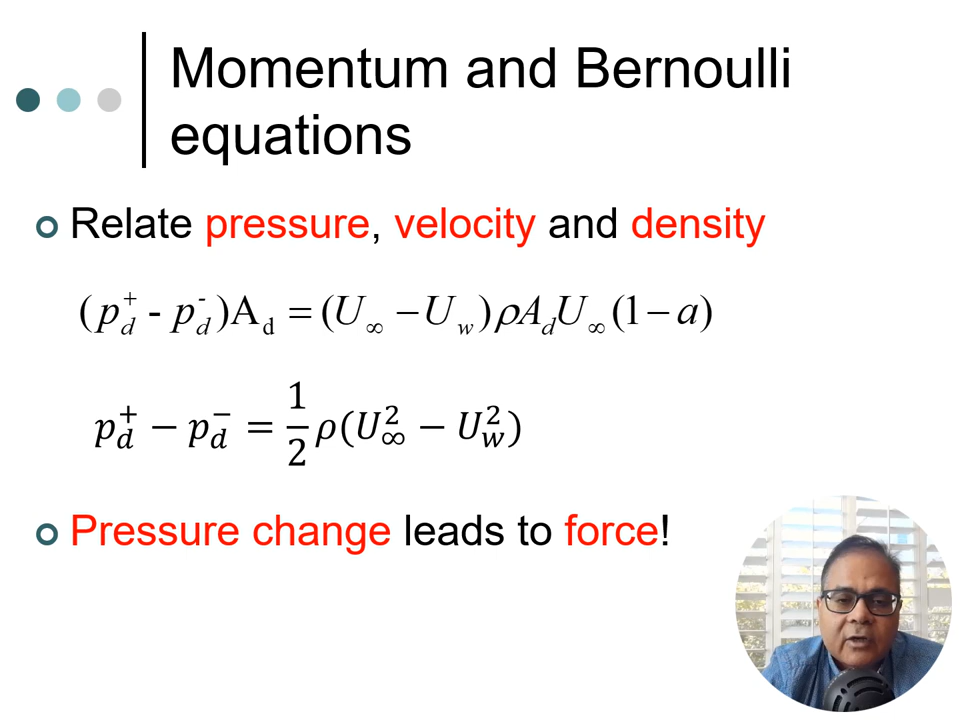 Momentum and Bernoulli
equations
Relate pressure, velocity and density
(p_d^+ - p_d^-)A_d = (U_∞ − U_w)ρA_dU_∞(1 − a)
p_d^+ − p_d^- = 1/2 ρ(U_∞^2 − U_w^2)
Pressure change leads to force!